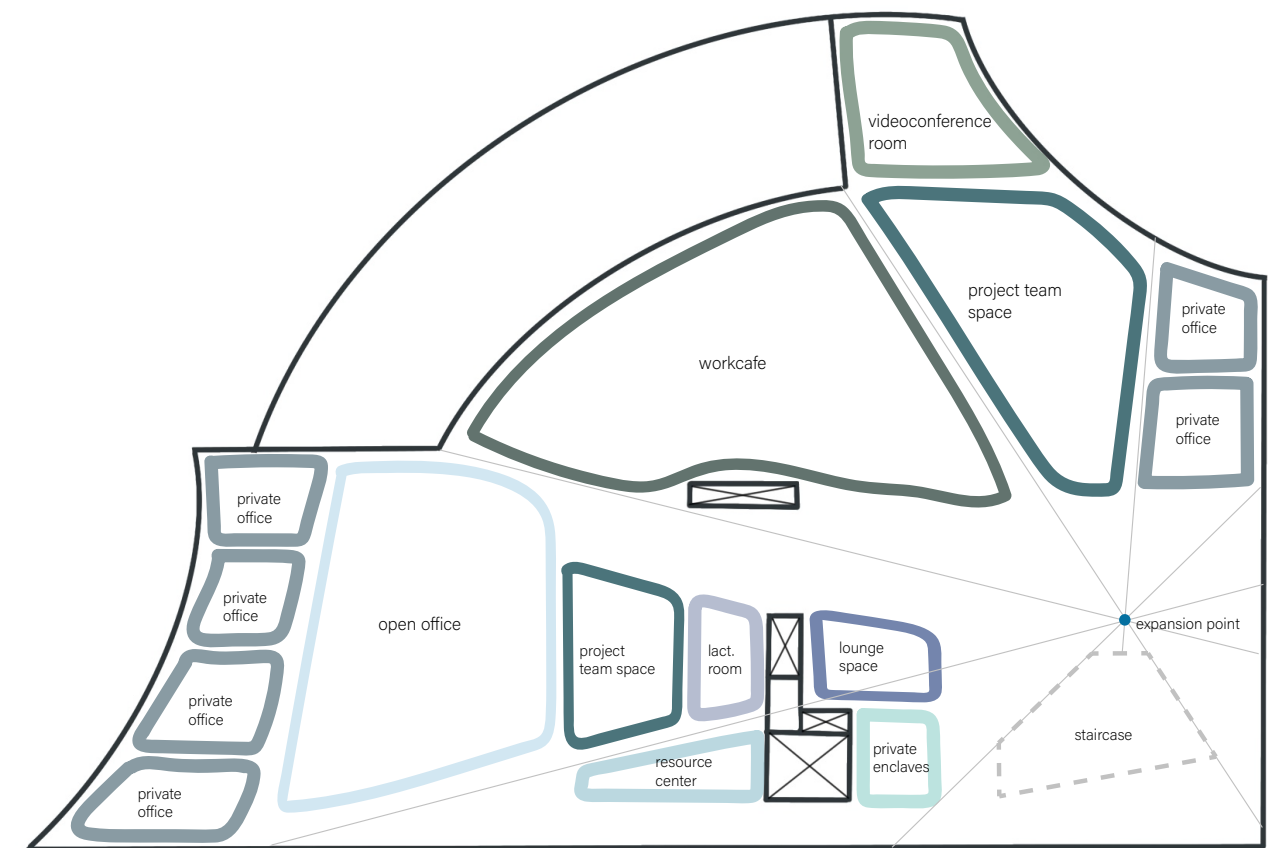 videoconference
room
project team
space
private
office
workcafe
private
office
private
office
private
office
open office
expansion point
project
team space
lact.
room
lounge
space
private
office
staircase
resource
center
private
enclaves
private
office